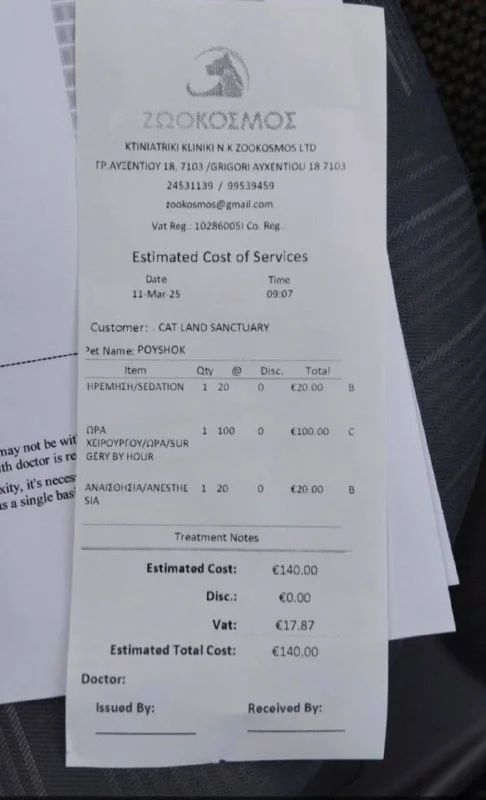 ΖΩΟΚΟΣΜΟΣ
KTINIATRIKI KLINIKI N.K ZOOKOSMOS LTD
ΓΡ.ΑΥΞΕΝΤΙΟΥ 18, 7103 /GRIGORI AYXENTIOU 18 7103
24531139 / 99539459
zookosmos@gmail.com
Vat Reg.: 10286005I Co. Reg.
Estimated Cost of Services
Date Time
11-Mar-25 09:07
Customer: . CAT LAND SANCTUARY
Pet Name: POYSHOK
Item Qty @ Disc. Total
ΗΡΕΜΗΣΗ/SEDATION 1 20 0 €20.00 B
ΩΡΑ 1 100 0 €100.00 C
ΧΕΙΡΟΥΡΓΟΥ/ΩΡΑ/SUR
GERY BY HOUR
ΑΝΑΙΣΘΗΣΙΑ/ANESTHE 1 20 0 €20.00 B
SIA
Treatment Notes
Estimated Cost: €140.00
Disc.: €0.00
Vat: €17.87
Estimated Total Cost: €140.00
Doctor:
Issued By: Received By:
may not be wit
th doctor is re
xity, it's neces
s a single bas